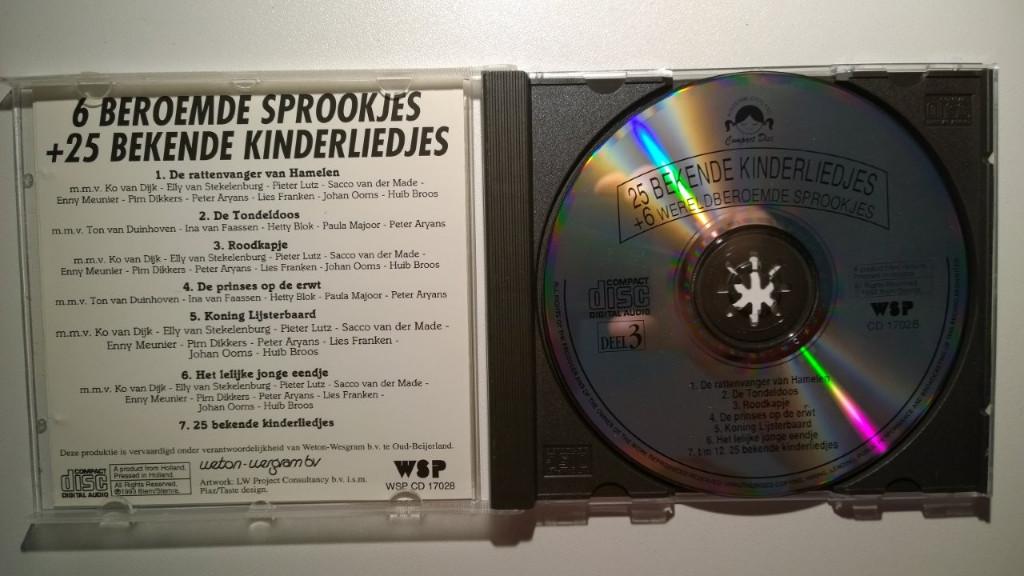 6 BEROEMDE SPROOKJES
+25 BEKENDE KINDERLIEDJES
1. De rattenvanger van Hamelen
m.m.v. Ko van Dijk - Elly van Stekelenburg - Pieter Lutz - Sacco van der Made -
Enny Meunier - Pim Dikkers - Peter Aryans - Lies Franken - Johan Ooms - Huib Broos
2. De Tondeldoos
m.m.v. Ton van Duinhoven - Ina van Faassen - Hetty Blok - Paula Majoor - Peter Aryans
3. Roodkapje
m.m.v. Ko van Dijk - Elly van Stekelenburg - Pieter Lutz - Sacco van der Made -
Enny Meunier - Pim Dikkers - Peter Aryans - Lies Franken - Johan Ooms - Huib Broos
4. De prinses op de erwt
m.m.v. Ton van Duinhoven - Ina van Faassen - Hetty Blok - Paula Majoor - Peter Aryans
5. Koning Lijsterbaard
m.m.v. Ko van Dijk - Elly van Stekelenburg - Pieter Lutz - Sacco van der Made -
Enny Meunier - Pim Dikkers - Peter Aryans - Lies Franken -
Johan Ooms - Huib Broos
6. Het lelijke jonge eendje
m.m.v. Ko van Dijk - Elly van Stekelenburg - Pieter Lutz - Sacco van der Made -
Enny Meunier - Pim Dikkers - Peter Aryans - Lies Franken -
Johan Ooms - Huib Broos
7. 25 bekende kinderliedjes
Deze produktie is vervaardigd onder verantwoordelijkheid van Weton-Wesgram b.v. te Oud-Beijerland.
COMPACT
disc
DIGITAL AUDIO
A product from Holland.
Pressed in Holland.
All Rights Reserved.
℗1993 Stem/Stemra.
weton-wesgram bv
Artwork: LW Project Consultancy b.v. i.s.m.
Piar/Taste design.
WSP
WSP CD 17028
Compact Disc
25 BEKENDE KINDERLIEDJES
+6 WERELDBEROEMDE SPROOKJES
COMPACT
disc
DIGITAL AUDIO
DEEL 3
WSP
CD 17028
1. De rattenvanger van Hamelen
2. De Tondeldoos
3. Roodkapje
4. De prinses op de erwt
5. Koning Lijsterbaard
6. Het lelijke jonge eendje
7. t/m 12. 25 bekende kinderliedjes